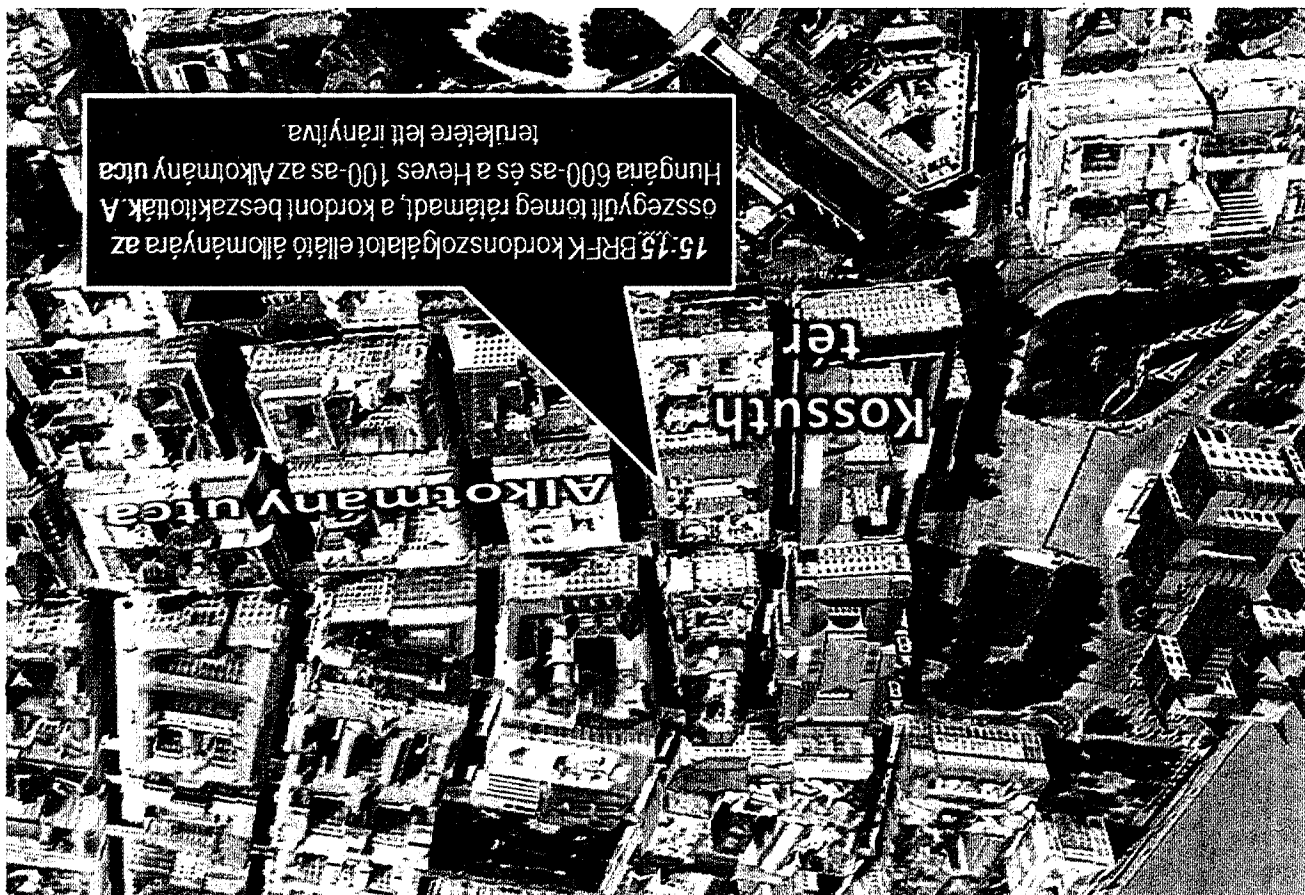 15:15 BRFK kordonszolgálatot ellátó állományára az
összegyűlt tömeg rátámadt, a kordont beszakították. A
Hungária 600-as és a Heves 100-as az Alkotmány utca
területére lett irányítva.
Kossuth
tér
Alkotmány utca